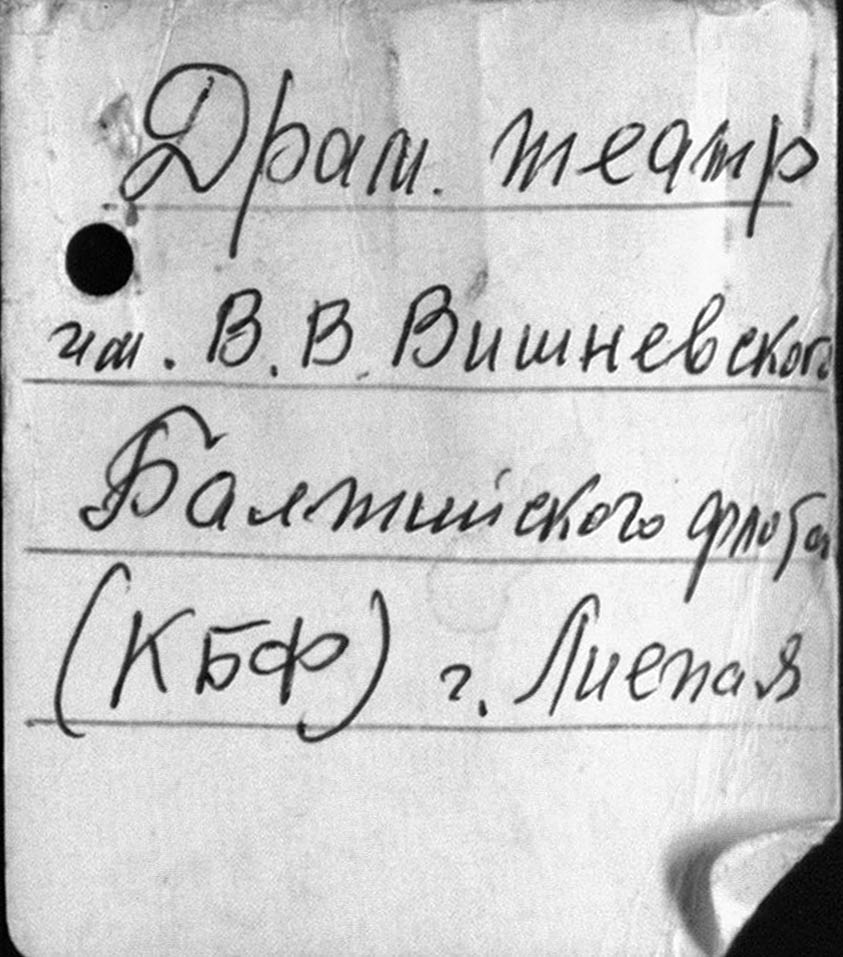 Драм. театр
им. В. В. Вишневского
Балтийского флота
(КБФ) г. Лиепая